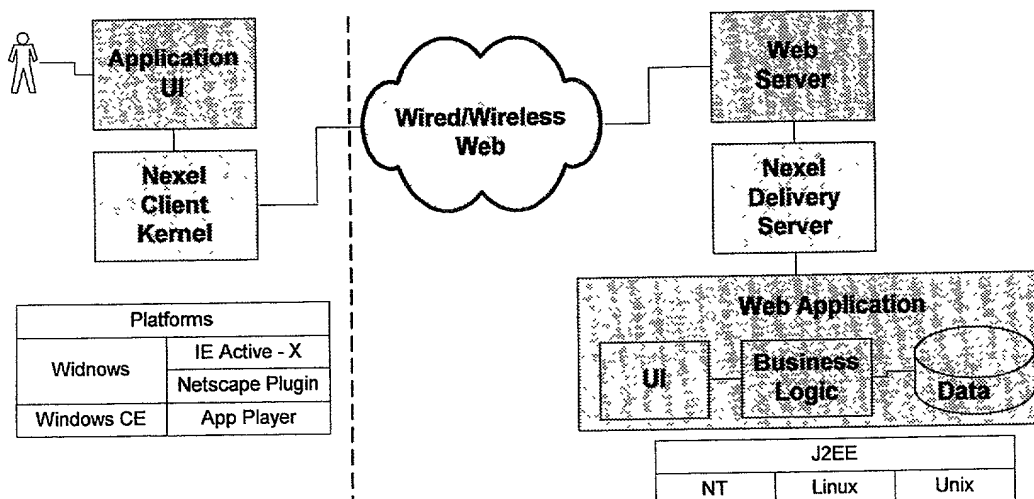 Application
UI
Nexel
Client
Kernel
Wired/Wireless
Web
Web
Server
Nexel
Delivery
Server
Web Application
UI
Business
Logic
Data
Platforms
Widnows
IE Active - X
Netscape Plugin
Windows CE
App Player
J2EE
NT
Linux
Unix